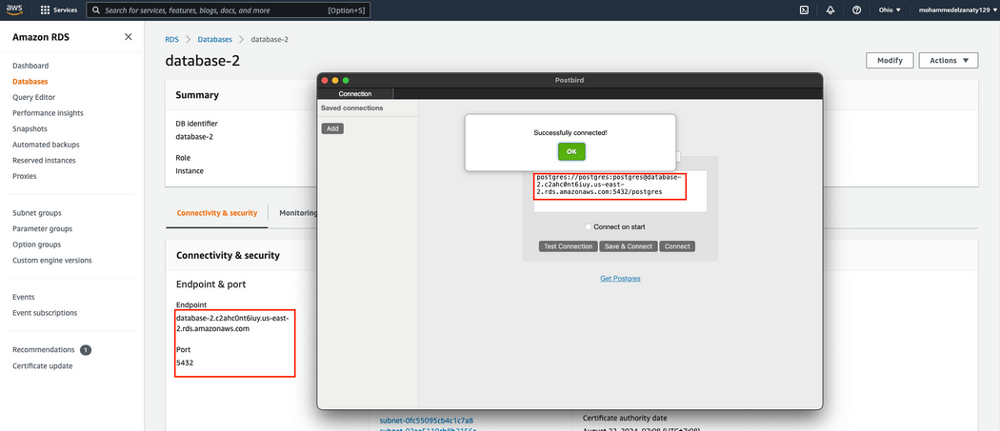 aws
Services
Search for services, features, blogs, docs, and more
[Option+S]
Ohio
mohammedelzanaty129
Amazon RDS
Dashboard
Databases
Query Editor
Performance insights
Snapshots
Automated backups
Reserved instances
Proxies
Subnet groups
Parameter groups
Option groups
Custom engine versions
Events
Event subscriptions
Recommendations 1
Certificate update
RDS > Databases > database-2
database-2
Modify
Actions
Summary
DB identifier
database-2
Role
Instance
Connectivity & security
Monitoring
Connectivity & security
Endpoint & port
Endpoint
database-2.c2ahc0nt6iuy.us-east-
2.rds.amazonaws.com
Port
5432
Postbird
Connection
Saved connections
Add
Successfully connected!
OK
postgres://postgres:postgres@database-
2.c2ahc0nt6iuy.us-east-
2.rds.amazonaws.com:5432/postgres
Connect on start
Test Connection
Save & Connect
Connect
Get Postgres
subnet-0fc55095cb4c1c7a8
Certificate authority date